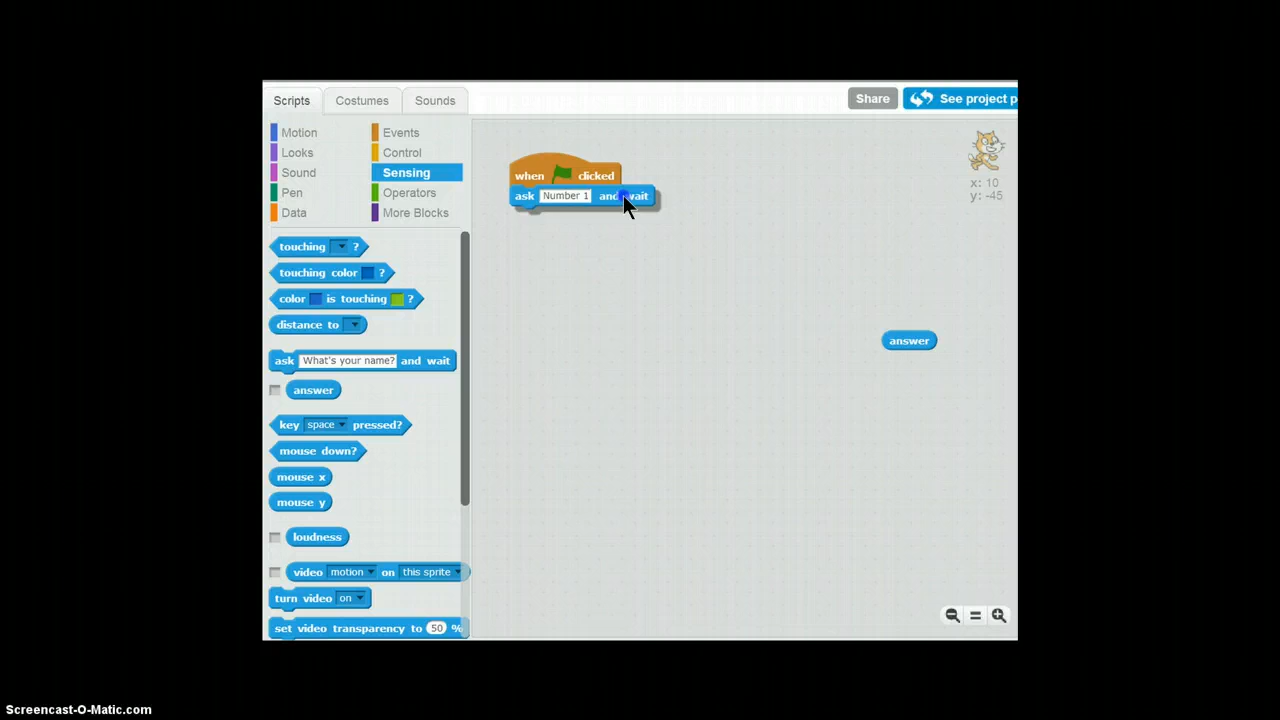 Scripts Costumes Sounds
Share See project p
Motion Events
Looks Control
Sound Sensing
Pen Operators
Data More Blocks
when clicked
ask Number 1 and wait
x: 10
y: -45
touching ?
touching color ?
color is touching ?
distance to
ask What's your name? and wait
answer
answer
key space pressed?
mouse down?
mouse x
mouse y
loudness
video motion on this sprite
turn video on
set video transparency to 50 %
Screencast-O-Matic.com